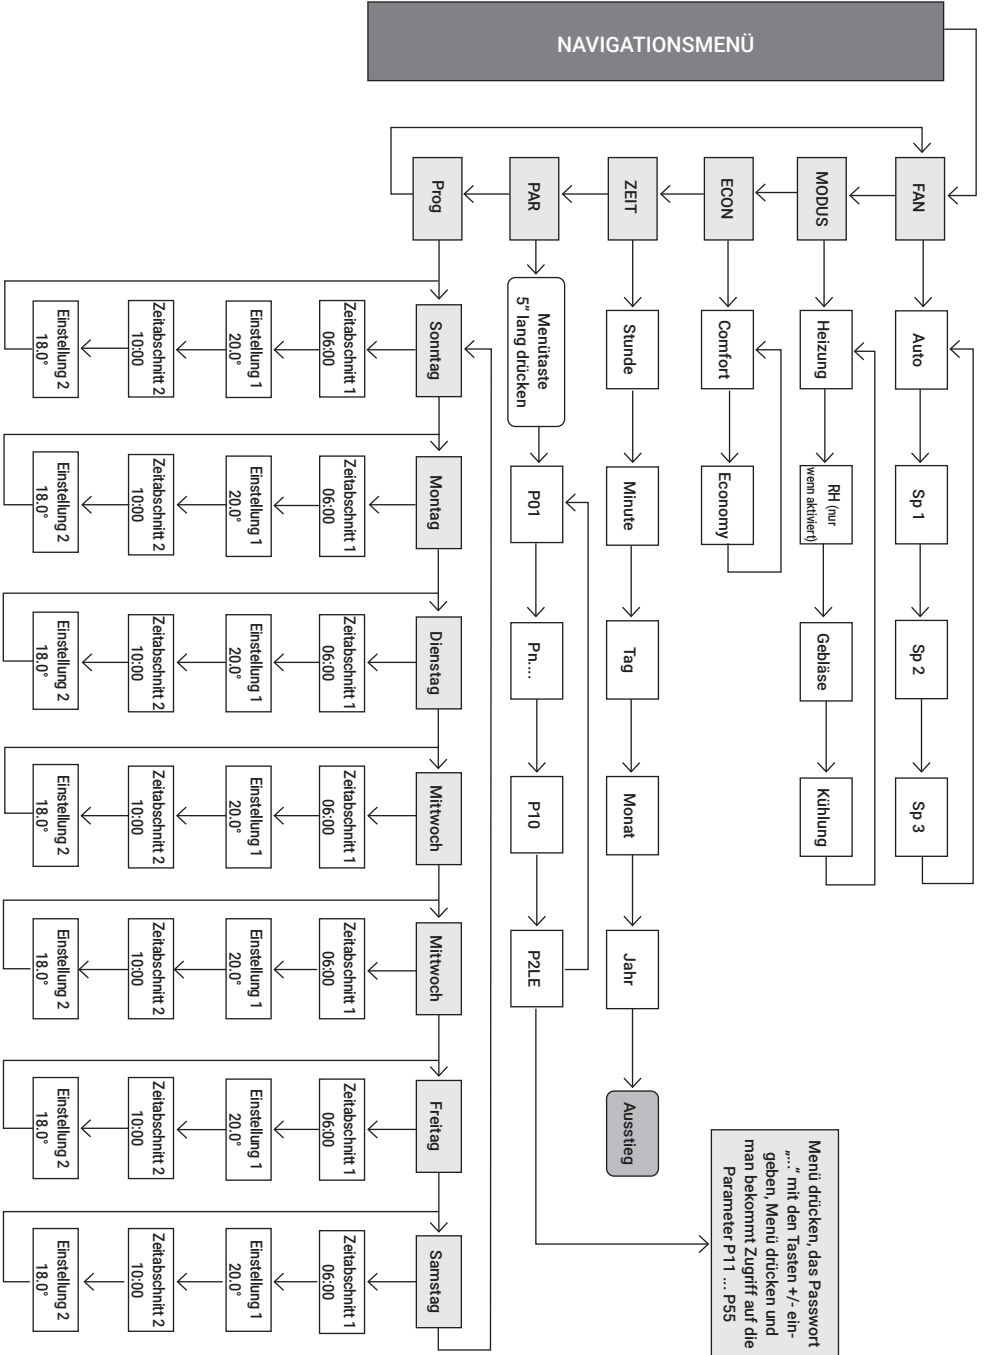 NAVIGATIONSMENÜ
FAN
Auto
Sp 1
Sp 2
Sp 3
MODUS
Heizung
RH (nur
wenn aktiviert)
Gebläse
Kühlung
ECON
Comfort
Economy
ZEIT
Stunde
Minute
Tag
Monat
Jahr
Ausstieg
PAR
Menütaste
5” lang drücken
P01
Pn....
P10
P2LE
Menü drücken, das Passwort
„... “ mit den Tasten +/- ein-
geben, Menü drücken und
man bekommt Zugriff auf die
Parameter P11 ... P55
Prog
Sonntag
Zeitabschnitt 1
06:00
Einstellung 1
20.0°
Zeitabschnitt 2
10:00
Einstellung 2
18.0°
Montag
Zeitabschnitt 1
06:00
Einstellung 1
20.0°
Zeitabschnitt 2
10:00
Einstellung 2
18.0°
Dienstag
Zeitabschnitt 1
06:00
Einstellung 1
20.0°
Zeitabschnitt 2
10:00
Einstellung 2
18.0°
Mittwoch
Zeitabschnitt 1
06:00
Einstellung 1
20.0°
Zeitabschnitt 2
10:00
Einstellung 2
18.0°
Mittwoch
Zeitabschnitt 1
06:00
Einstellung 1
20.0°
Zeitabschnitt 2
10:00
Einstellung 2
18.0°
Freitag
Zeitabschnitt 1
06:00
Einstellung 1
20.0°
Zeitabschnitt 2
10:00
Einstellung 2
18.0°
Samstag
Zeitabschnitt 1
06:00
Einstellung 1
20.0°
Zeitabschnitt 2
10:00
Einstellung 2
18.0°